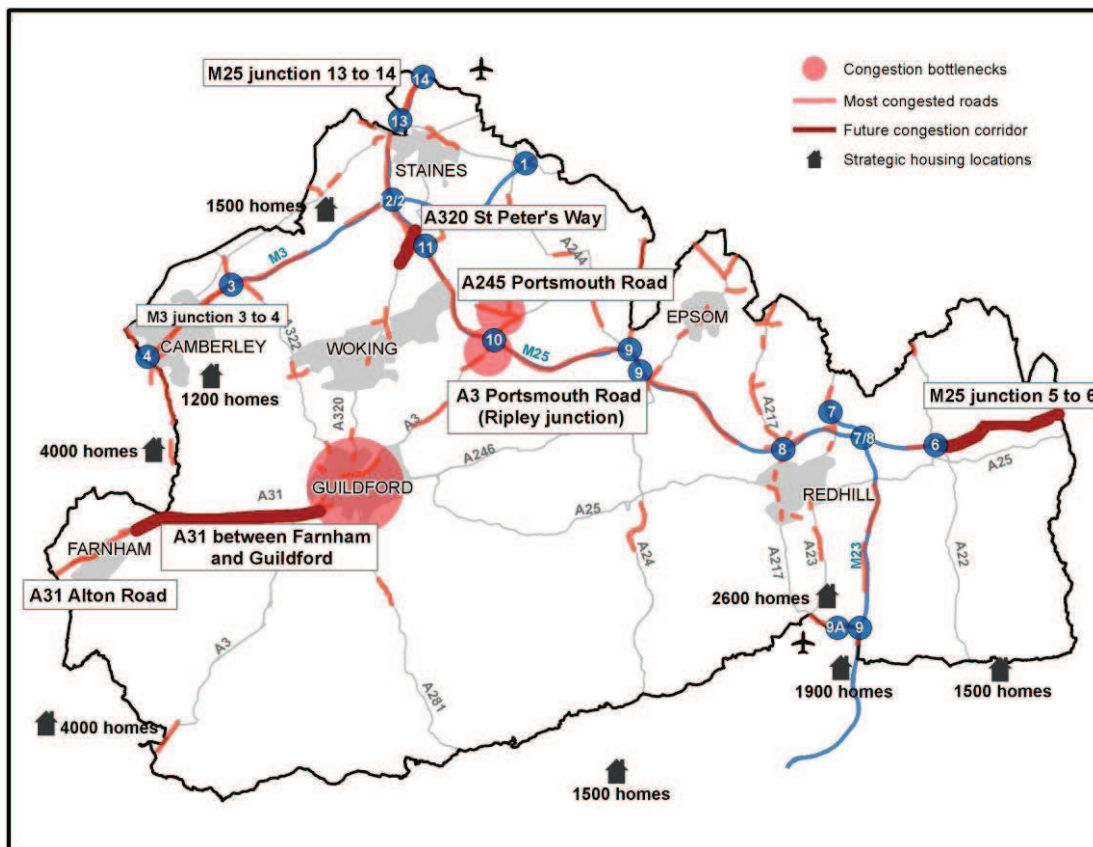 M25 junction 13 to 14
14
13
STAINES
1
1500 homes
2/2
A320 St Peter's Way
11
M3
A244
3
A245 Portsmouth Road
M3 junction 3 to 4
4
CAMBERLEY
A322
WOKING
10
M25
9
9
EPSOM
1200 homes
A320
A3
A3 Portsmouth Road
(Ripley junction)
A217
7
M25 junction 5 to 6
4000 homes
8
7/8
6
A246
GUILDFORD
A31
A25
REDHILL
A25
FARNHAM
A31 between Farnham
and Guildford
A24
A217
A23
M23
A22
A31 Alton Road
2600 homes
9A
9
A3
A281
1900 homes
1500 homes
4000 homes
1500 homes
Congestion bottlenecks
Most congested roads
Future congestion corridor
Strategic housing locations